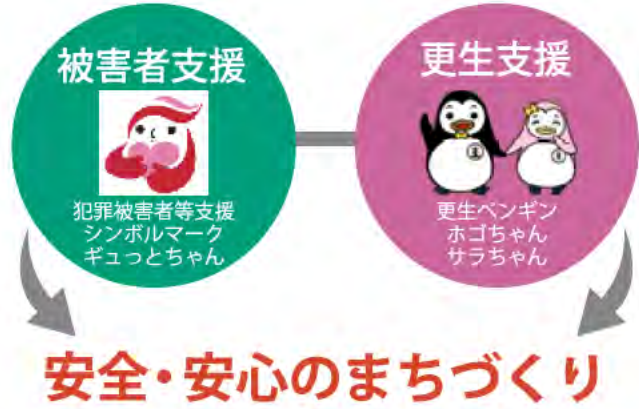 被害者支援
犯罪被害者等支援
シンボルマーク
ギュっとちゃん
更生支援
更生ペンギン
ホゴちゃん
サラちゃん
安全・安心のまちづくり